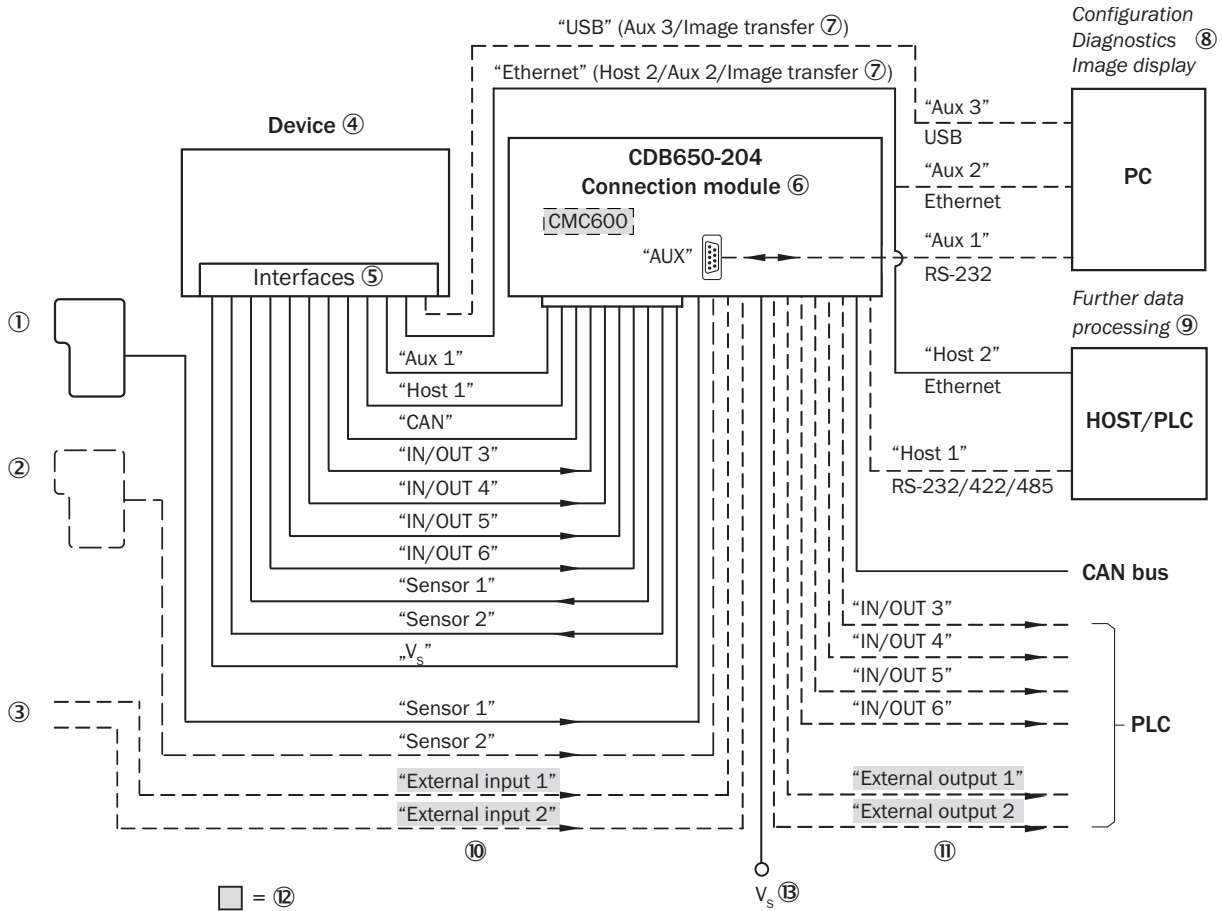 “USB” (Aux 3/Image transfer ⑦)
Configuration
Diagnostics ⑧
Image display
“Ethernet” (Host 2/Aux 2/Image transfer ⑦)
Device ④
CDB650-204
Connection module ⑥
CMC600
“AUX”
“Aux 3”
USB
“Aux 2”
Ethernet
“Aux 1”
RS-232
PC
Interfaces ⑤
①
Further data
processing ⑨
“Aux 1”
“Host 1”
“CAN”
“IN/OUT 3”
“IN/OUT 4”
“IN/OUT 5”
“IN/OUT 6”
“Sensor 1”
“Sensor 2”
„Vs”
“Host 2”
Ethernet
HOST/PLC
“Host 1”
RS-232/422/485
②
CAN bus
“IN/OUT 3”
“IN/OUT 4”
“IN/OUT 5”
“IN/OUT 6”
PLC
③
“Sensor 1”
“Sensor 2”
“External input 1”
“External input 2”
“External output 1”
“External output 2
⑩
⑪
= ⑫
Vs ⑬